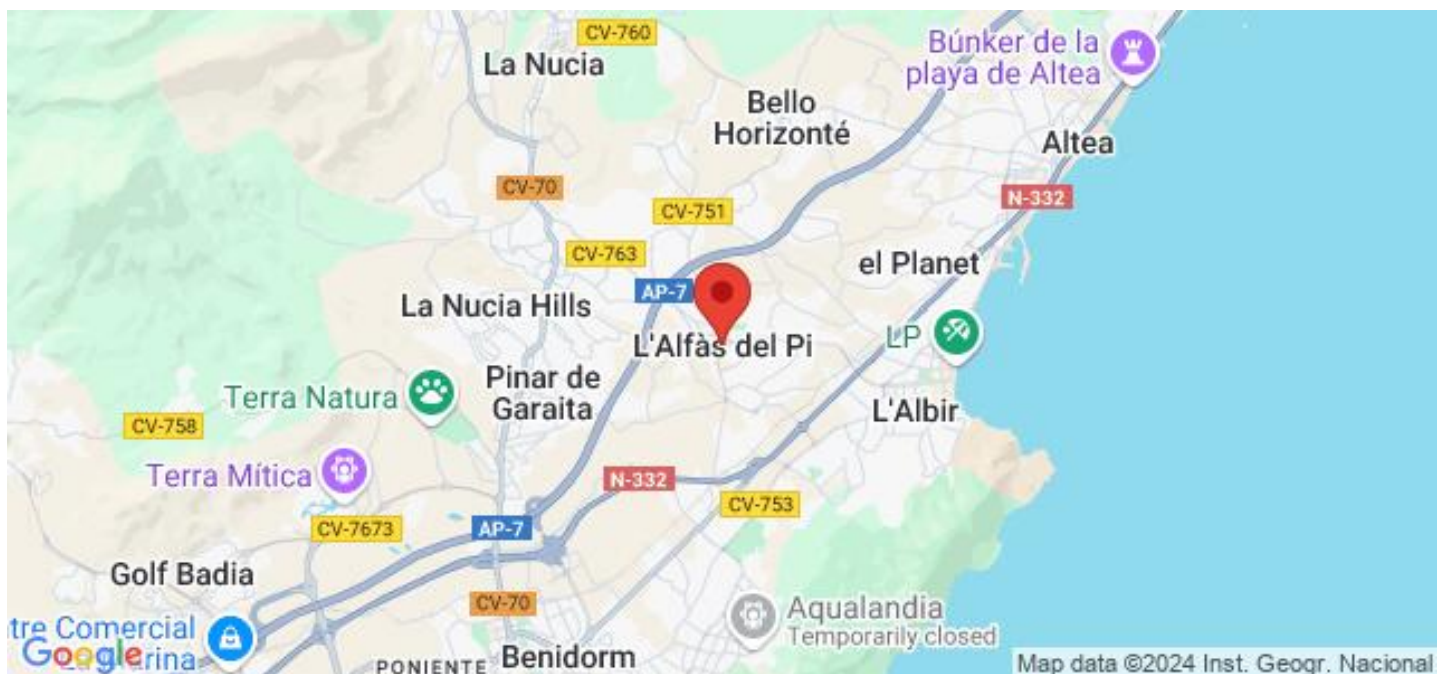 CV-760
La Nucia
Búnker de la
playa de Altea
Bello
Horizonté
Altea
CV-70
CV-751
N-332
CV-763
el Planet
AP-7
La Nucia Hills
L'Alfàs del Pi
LP
Pinar de
Garaita
Terra Natura
L'Albir
CV-758
Terra Mítica
N-332
CV-753
CV-7673
AP-7
Golf Badia
CV-70
Aqualandia
Temporarily closed
tre Comercial
Google
arina
PONIENTE
Benidorm
Map data ©2024 Inst. Geogr. Nacional